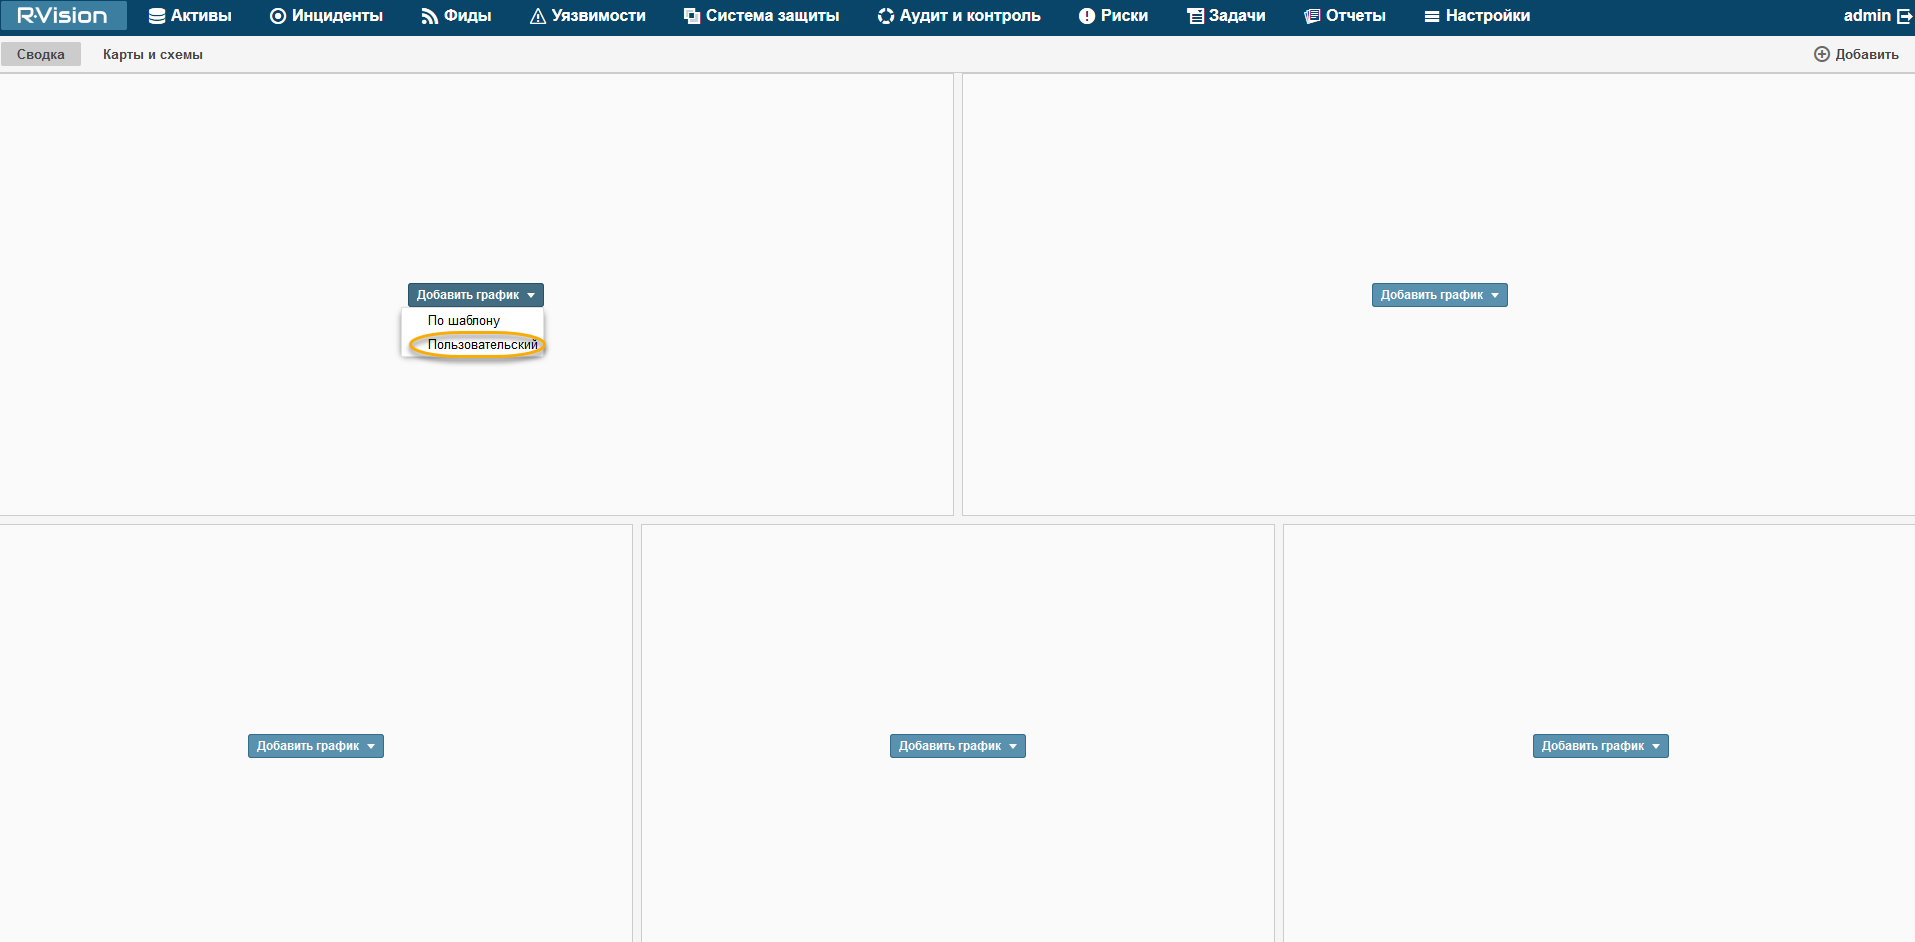 R·Vision Активы Инциденты Фиды Уязвимости Система защиты Аудит и контроль Риски Задачи Отчеты Настройки admin
Сводка Карты и схемы Добавить
Добавить график Добавить график
По шаблону
Пользовательский
Добавить график Добавить график Добавить график